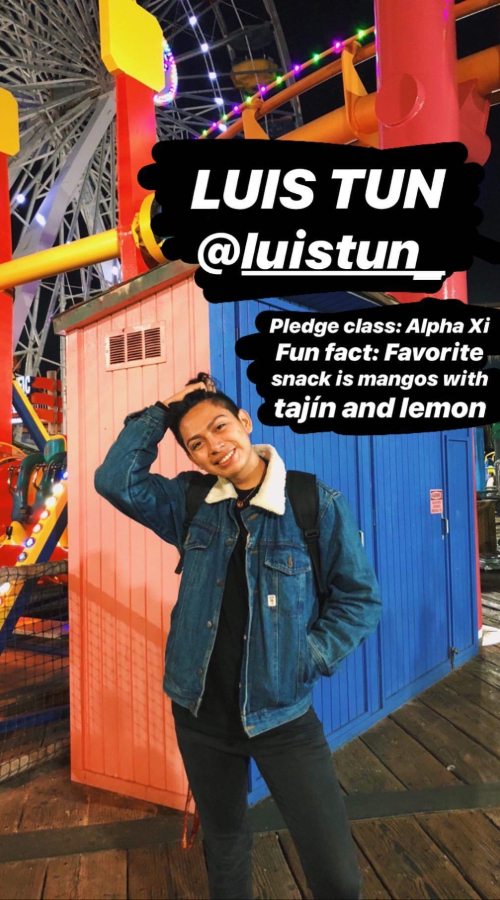 LUIS TUN
@luistun_
Pledge class: Alpha Xi
Fun fact: Favorite
snack is mangos with
tajín and lemon